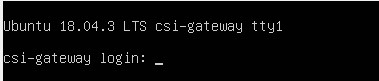 Ubuntu 18.04.3 LTS csi-gateway tty1
csi-gateway login: _